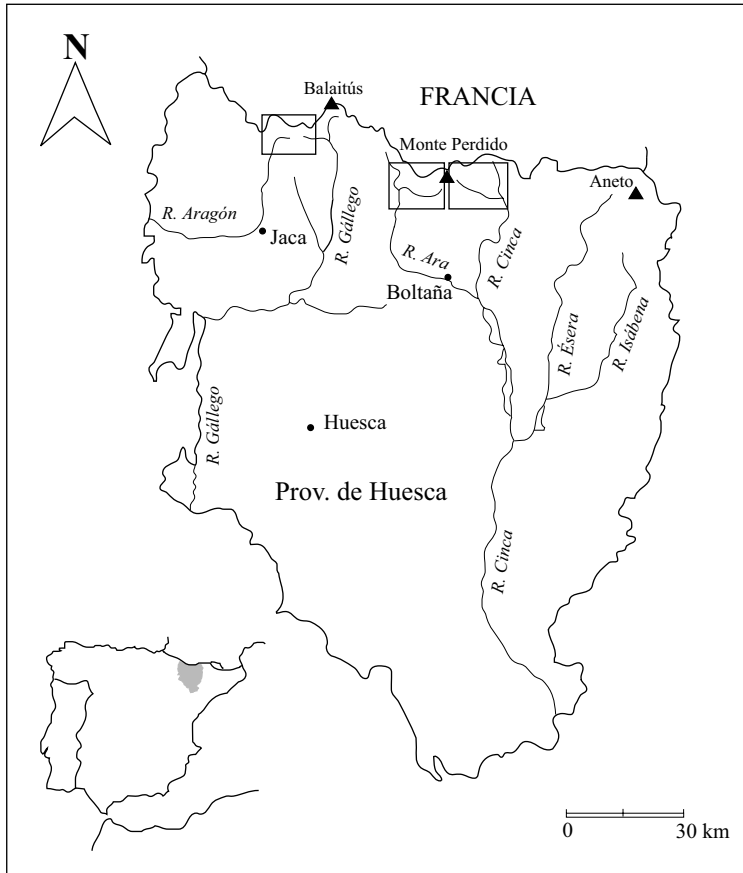 N
Balaitús
FRANCIA
Monte Perdido
Aneto
R. Aragón
Jaca
R. Gállego
R. Ara
Boltaña
R. Cinca
R. Ésera
R. Isábena
R. Gállego
Huesca
Prov. de Huesca
R. Cinca
0
30 km